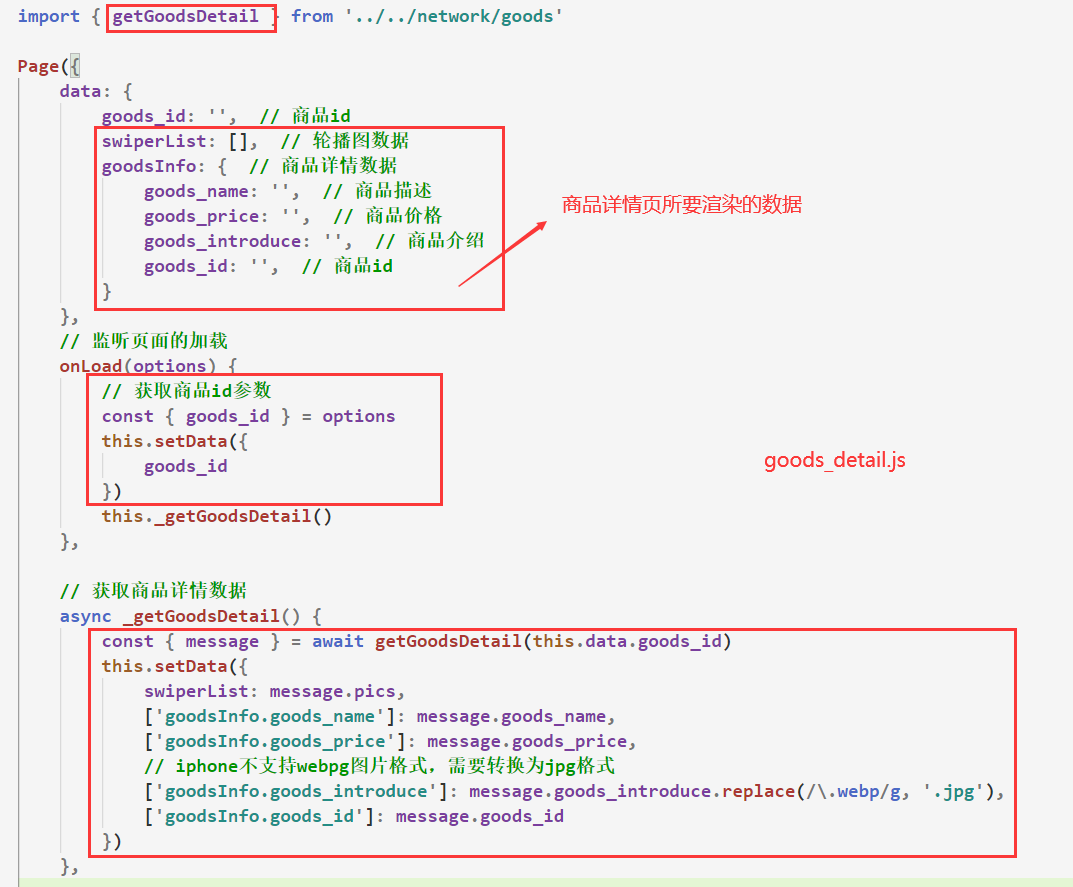 import { getGoodsDetail } from '../../network/goods'
Page({
data: {
goods_id: '', // 商品id
swiperList: [], // 轮播图数据
goodsInfo: { // 商品详情数据
goods_name: '', // 商品描述
商品详情页所要渲染的数据
goods_price: '', // 商品价格
goods_introduce: '', // 商品介绍
goods_id: '', // 商品id
}
},
// 监听页面的加载
onLoad(options) {
// 获取商品id参数
const { goods_id } = options
this.setData({
goods_detail.js
goods_id
})
this._getGoodsDetail()
},
// 获取商品详情数据
async _getGoodsDetail() {
const { message } = await getGoodsDetail(this.data.goods_id)
this.setData({
swiperList: message.pics,
['goodsInfo.goods_name']: message.goods_name,
['goodsInfo.goods_price']: message.goods_price,
// iphone不支持webpg图片格式，需要转换为jpg格式
['goodsInfo.goods_introduce']: message.goods_introduce.replace(/\.webp/g, '.jpg'),
['goodsInfo.goods_id']: message.goods_id
})
},